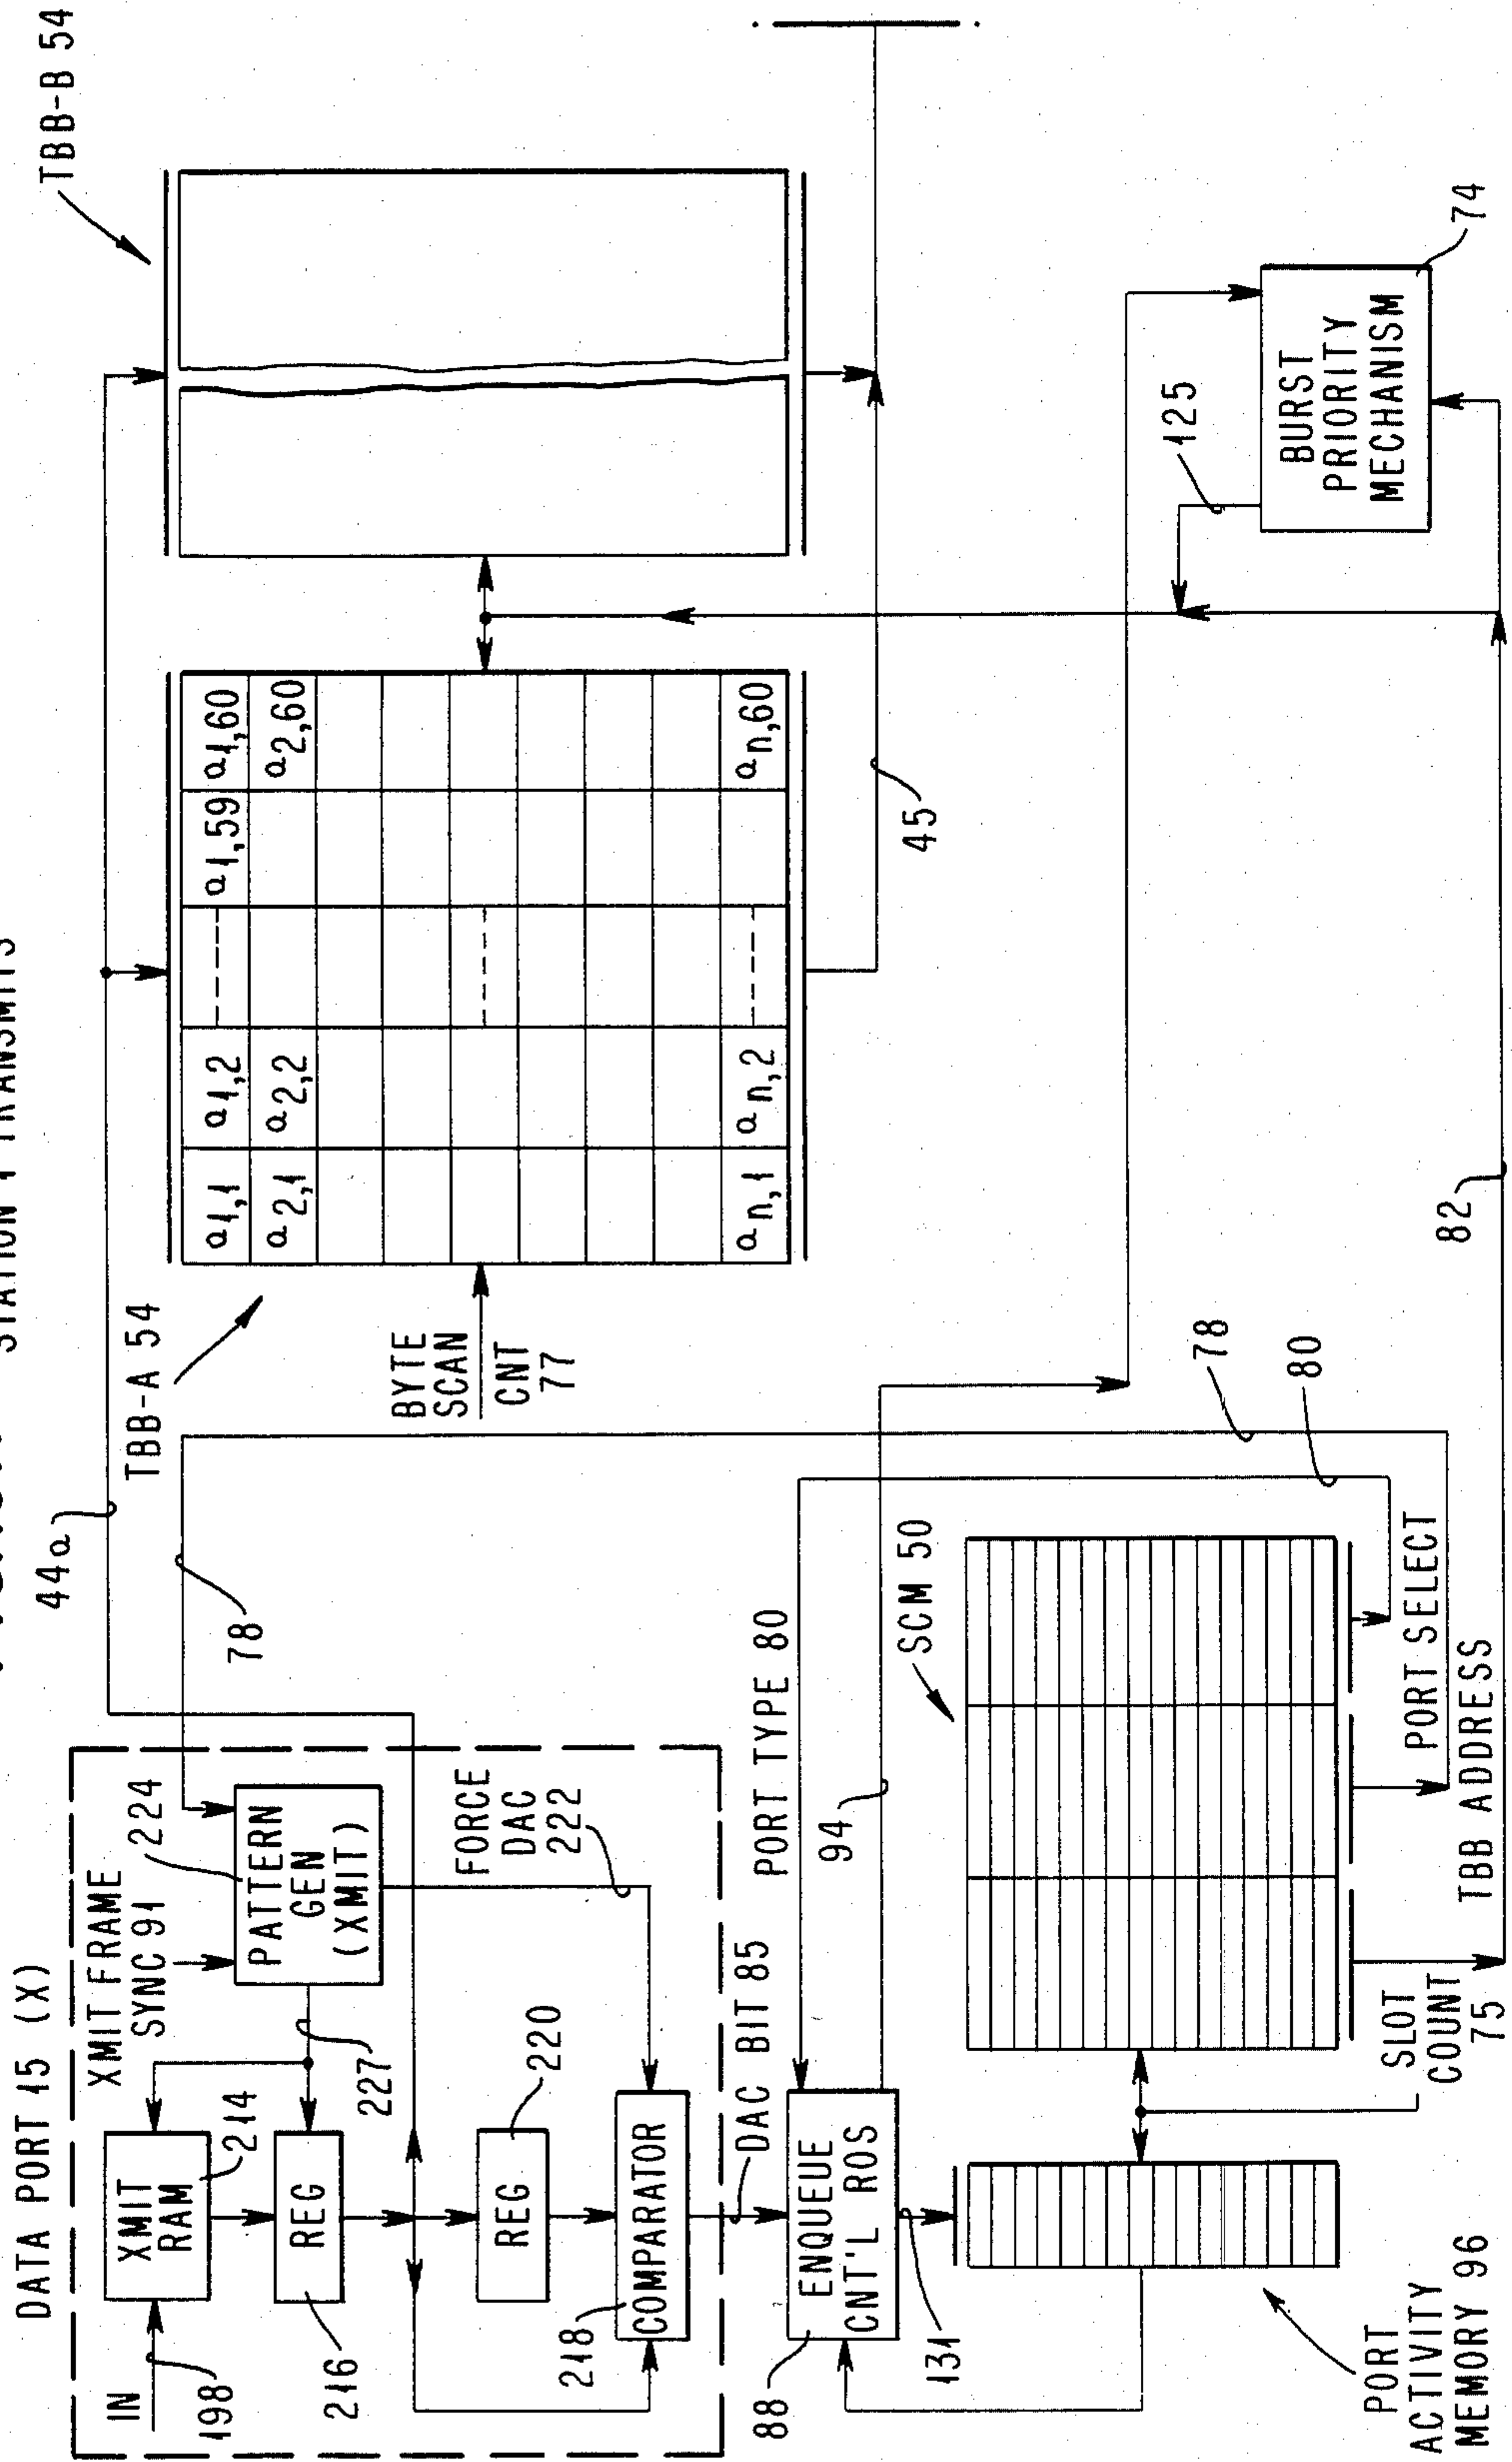 STATION 1 TRANSMITS
DATA PORT 15 (X)
IN
198
XMIT
RAM
214
XMIT FRAME
SYNC 91
224
PATTERN
GEN
(XMIT)
227
REG
216
REG
220
FORCE
DAC
222
218
COMPARATOR
DAC BIT 85
44a
78
TBB-A 54
BYTE
SCAN
CNT
77
a1,1
a1,2
a1,59
a1,60
a2,1
a2,2
a2,60
an,1
an,2
an,60
TBB-B 54
45
88
ENQUEUE
CNT'L ROS
131
PORT TYPE 80
94
SCM 50
78
80
PORT SELECT
TBB ADDRESS
SLOT
COUNT
75
PORT
ACTIVITY
MEMORY 96
82
125
BURST
PRIORITY
MECHANISM
74